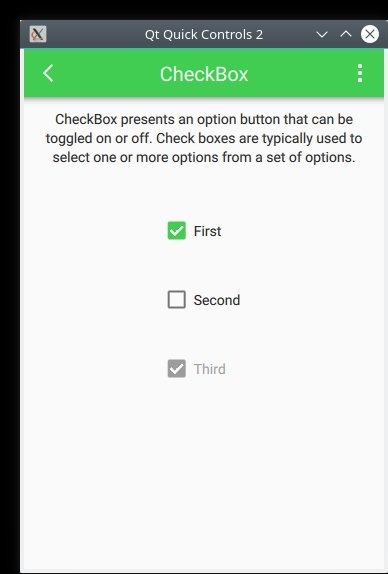 Qt Quick Controls 2
CheckBox
CheckBox presents an option button that can be
toggled on or off. Check boxes are typically used to
select one or more options from a set of options.
First
Second
Third